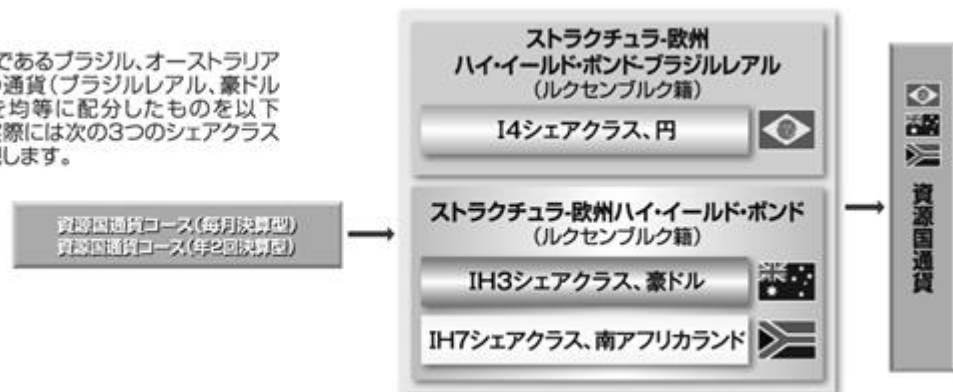 であるブラジル、オーストラリア
通貨(ブラジルレアル、豪ドル
を均等に配分したものを以下
際には次の3つのシェアクラス
します。
資源国通貨コース(毎月決算型)
資源国通貨コース(年2回決算型)
ストラクチュラ-欧州
ハイ・イールド・ボンド-ブラジルレアル
(ルクセンブルク籍)
I4シェアクラス、円
ストラクチュラ-欧州ハイ・イールド・ボンド
(ルクセンブルク籍)
IH3シェアクラス、豪ドル
IH7シェアクラス、南アフリカランド
資源国通貨